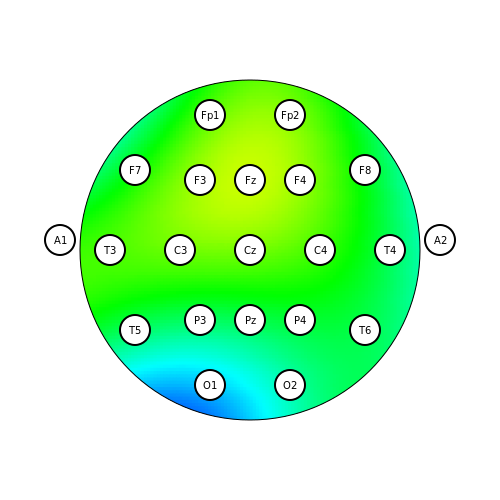 Fp1 Fp2
F7 F3 Fz F4 F8
A1 T3 C3 Cz C4 T4 A2
T5 P3 Pz P4 T6
O1 O2